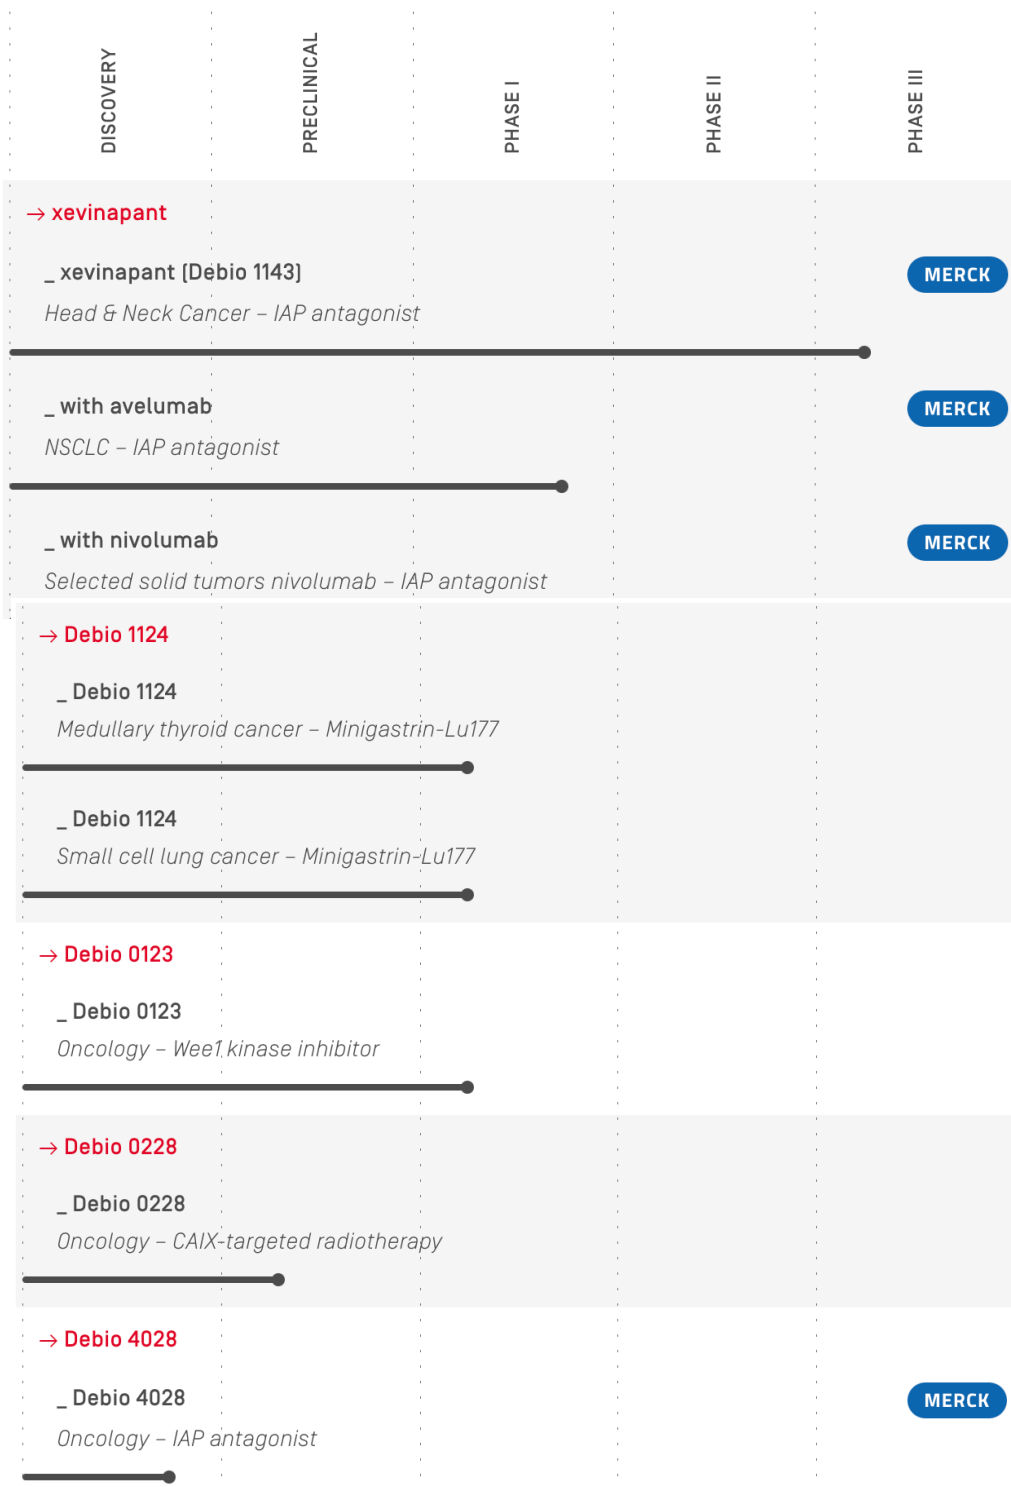 DISCOVERY
PRECLINICAL
PHASE I
PHASE II
PHASE III
→ xevinapant
_ xevinapant (Debio 1143)
MERCK
Head & Neck Cancer – IAP antagonist
_ with avelumab
MERCK
NSCLC – IAP antagonist
_ with nivolumab
MERCK
Selected solid tumors nivolumab – IAP antagonist
→ Debio 1124
_ Debio 1124
Medullary thyroid cancer – Minigastrin-Lu177
_ Debio 1124
Small cell lung cancer – Minigastrin-Lu177
→ Debio 0123
_ Debio 0123
Oncology – Wee1 kinase inhibitor
→ Debio 0228
_ Debio 0228
Oncology – CAIX-targeted radiotherapy
→ Debio 4028
_ Debio 4028
MERCK
Oncology – IAP antagonist